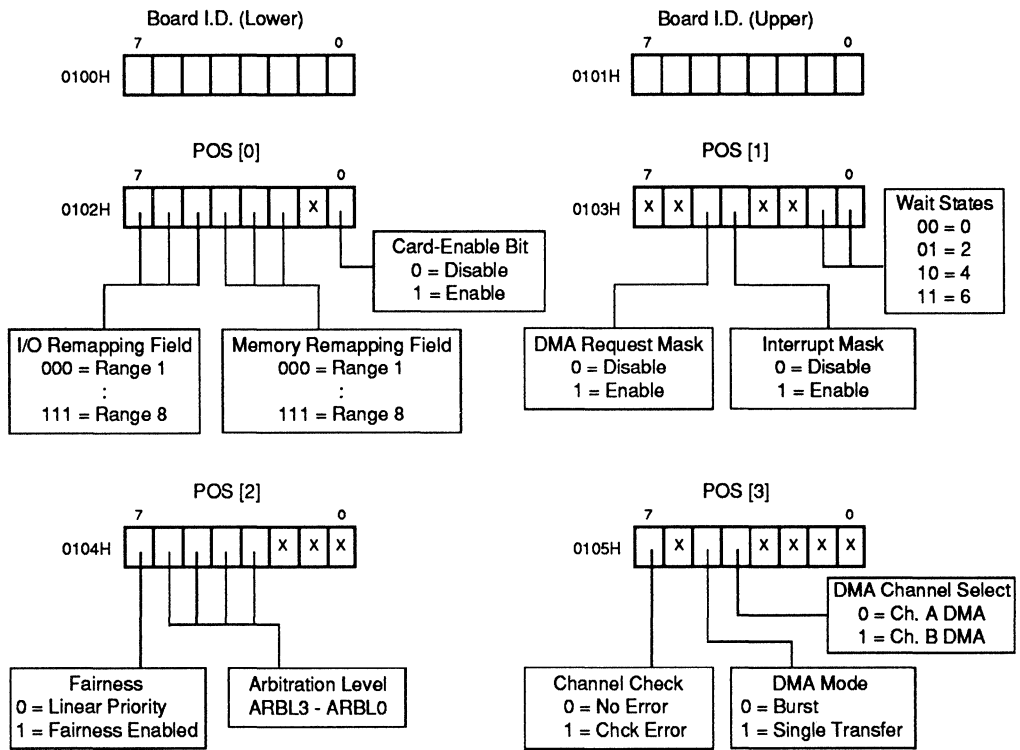 Board I.D. (Lower)
7 0
0100H
Board I.D. (Upper)
7 0
0101H
POS [0]
7 0
0102H X
Card-Enable Bit
0 = Disable
1 = Enable
I/O Remapping Field
000 = Range 1
:
111 = Range 8
Memory Remapping Field
000 = Range 1
:
111 = Range 8
POS [1]
7 0
0103H X X X X
Wait States
00 = 0
01 = 2
10 = 4
11 = 6
DMA Request Mask
0 = Disable
1 = Enable
Interrupt Mask
0 = Disable
1 = Enable
POS [2]
7 0
0104H X X X
Fairness
0 = Linear Priority
1 = Fairness Enabled
Arbitration Level
ARBL3 - ARBL0
POS [3]
7 0
0105H X X X X X
DMA Channel Select
0 = Ch. A DMA
1 = Ch. B DMA
Channel Check
0 = No Error
1 = Chck Error
DMA Mode
0 = Burst
1 = Single Transfer